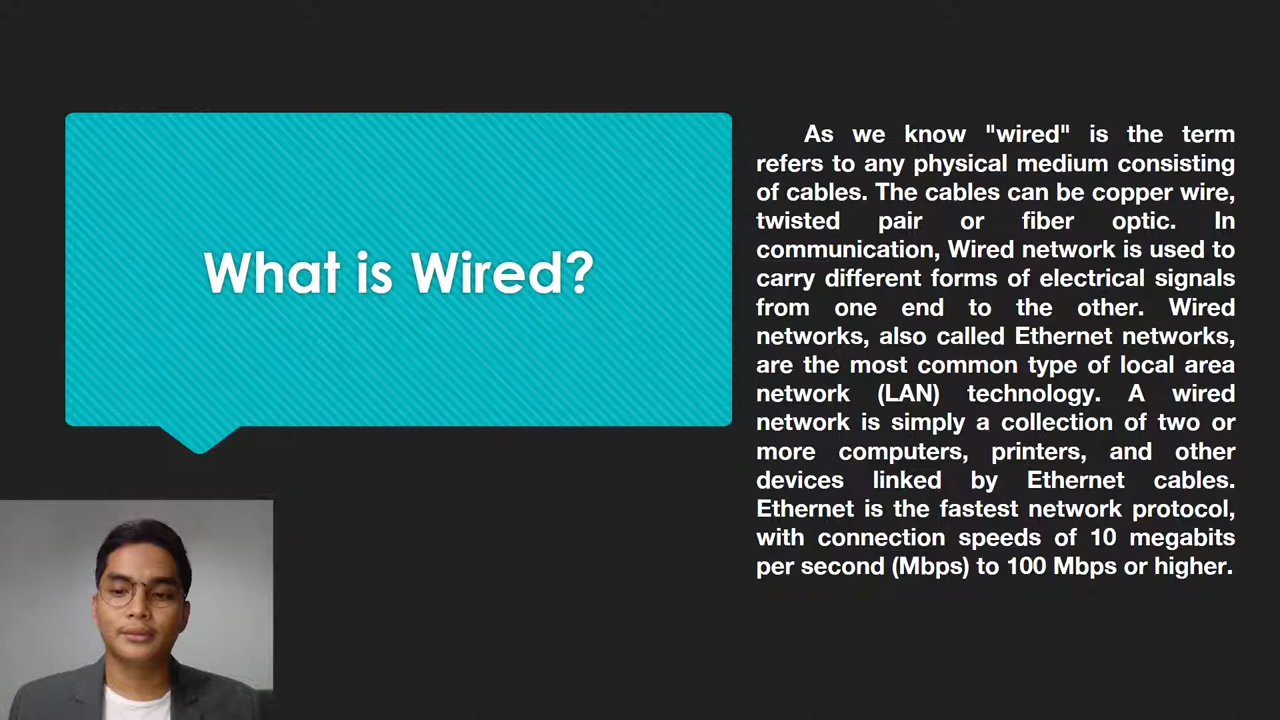 What is Wired?
As we know "wired" is the term
refers to any physical medium consisting
of cables. The cables can be copper wire,
twisted pair or fiber optic. In
communication, Wired network is used to
carry different forms of electrical signals
from one end to the other. Wired
networks, also called Ethernet networks,
are the most common type of local area
network (LAN) technology. A wired
network is simply a collection of two or
more computers, printers, and other
devices linked by Ethernet cables.
Ethernet is the fastest network protocol,
with connection speeds of 10 megabits
per second (Mbps) to 100 Mbps or higher.